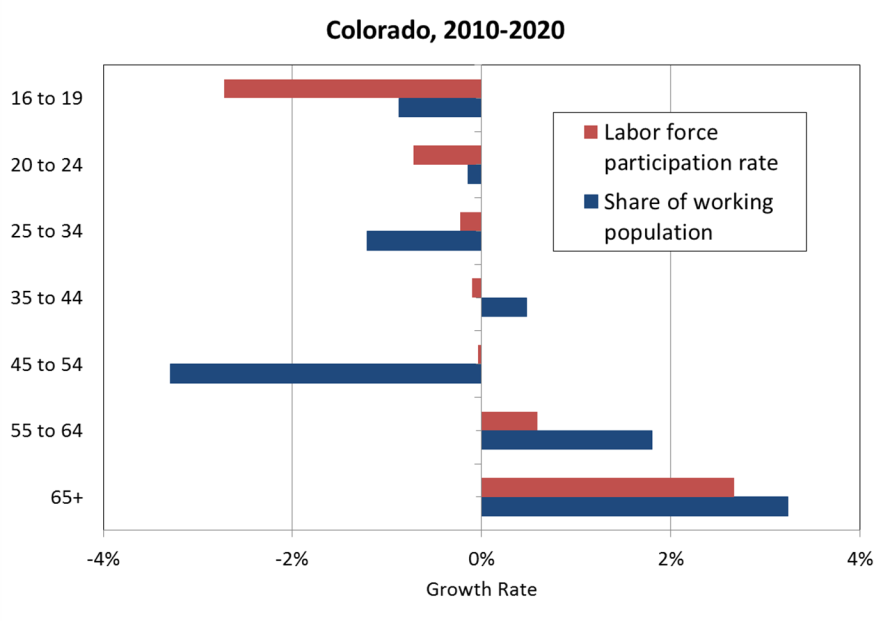 Colorado, 2010-2020
16 to 19
20 to 24
25 to 34
35 to 44
45 to 54
55 to 64
65+
Labor force
participation rate
Share of working
population
-4%
-2%
0%
2%
4%
Growth Rate